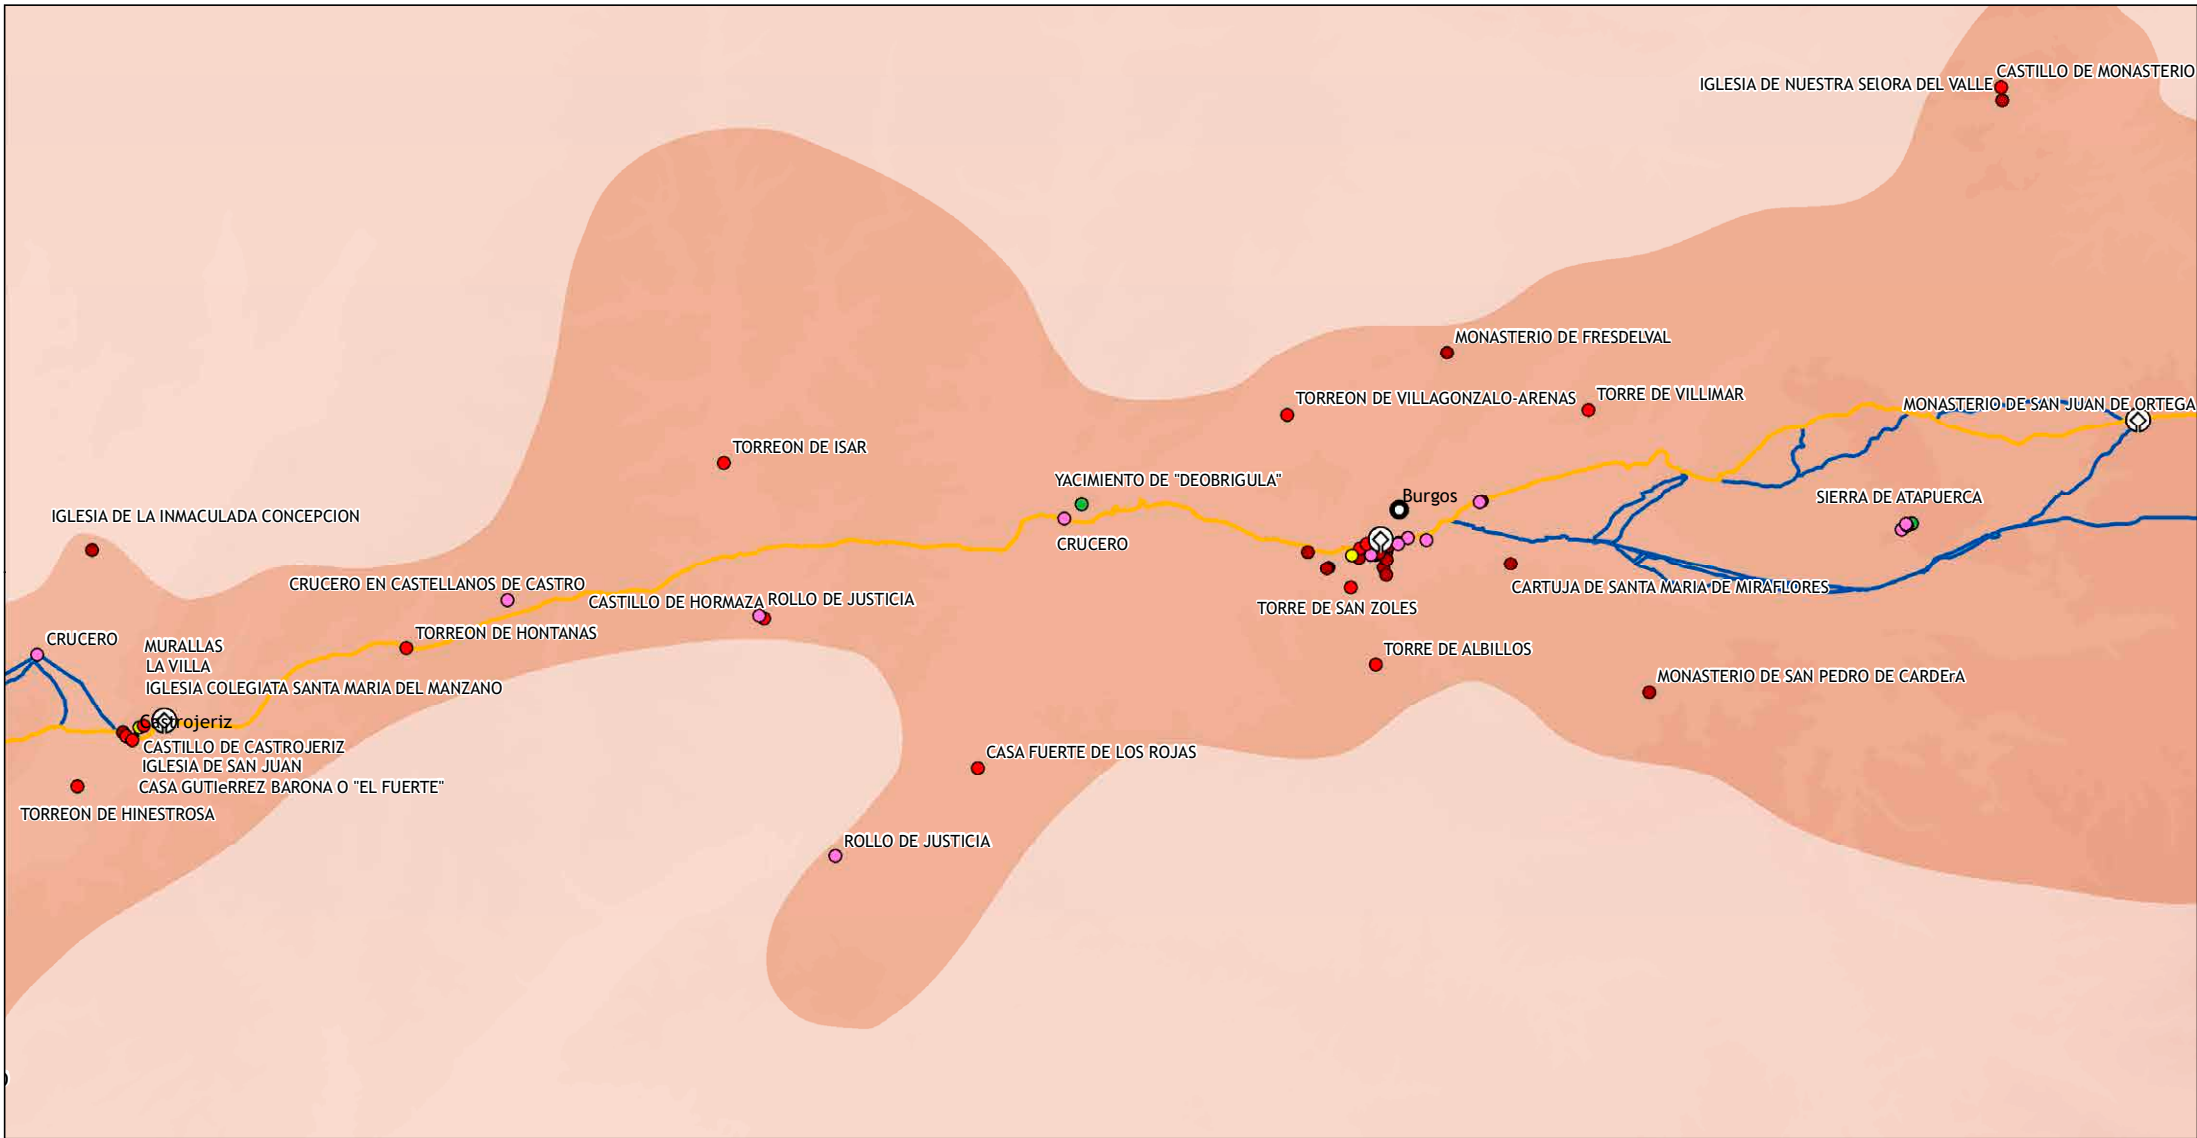 CASTILLO DE MONASTERIO
IGLESIA DE NUESTRA SElORA DEL VALLE
MONASTERIO DE FRESDELVAL
TORREON DE VILLAGONZALO-ARENAS
TORRE DE VILLIMAR
MONASTERIO DE SAN JUAN DE ORTEGA
TORREON DE ISAR
YACIMIENTO DE "DEOBRIGULA"
Burgos
SIERRA DE ATAPUERCA
IGLESIA DE LA INMACULADA CONCEPCION
CRUCERO
CRUCERO EN CASTELLANOS DE CASTRO
CASTILLO DE HORMAZA
ROLLO DE JUSTICIA
CARTUJA DE SANTA MARIA DE MIRAFLORES
TORRE DE SAN ZOLES
CRUCERO
TORREON DE HONTANAS
MURALLAS
LA VILLA
IGLESIA COLEGIATA SANTA MARIA DEL MANZANO
TORRE DE ALBILLOS
MONASTERIO DE SAN PEDRO DE CARDErA
Castrojeriz
CASTILLO DE CASTROJERIZ
IGLESIA DE SAN JUAN
CASA GUTIeRREZ BARONA O "EL FUERTE"
TORREON DE HINESTROSA
CASA FUERTE DE LOS ROJAS
ROLLO DE JUSTICIA